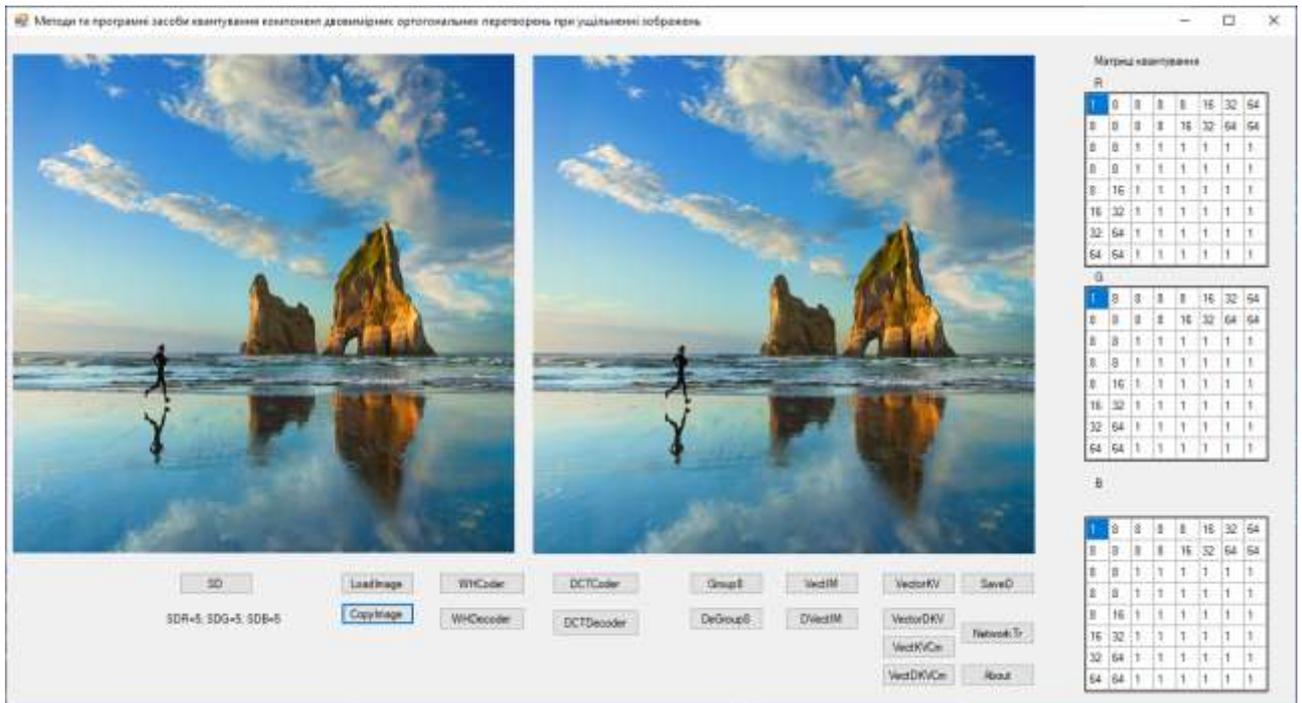 Методи та програмні засоби квантування компонент двовимірних ортогональних перетворень при ущільненні зображень
Матриці квантування
R
1 8 8 8 8 16 32 64
8 8 8 8 16 32 64 64
8 8 1 1 1 1 1 1
8 8 1 1 1 1 1 1
8 16 1 1 1 1 1 1
16 32 1 1 1 1 1 1
32 64 1 1 1 1 1 1
64 64 1 1 1 1 1 1
G
1 8 8 8 8 16 32 64
8 8 8 8 16 32 64 64
8 8 1 1 1 1 1 1
8 8 1 1 1 1 1 1
8 16 1 1 1 1 1 1
16 32 1 1 1 1 1 1
32 64 1 1 1 1 1 1
64 64 1 1 1 1 1 1
B
1 8 8 8 8 16 32 64
8 8 8 8 16 32 64 64
8 8 1 1 1 1 1 1
8 8 1 1 1 1 1 1
8 16 1 1 1 1 1 1
16 32 1 1 1 1 1 1
32 64 1 1 1 1 1 1
64 64 1 1 1 1 1 1
SD LoadImage WHCoder DCTCoder Group8 VectIM VectorKV SaveD
SDR=5; SDG=5; SDB=5 CopyImage WHDecoder DCTDecoder DeGroup8 DVectIM VectorDKV
Network Tr
VectKVCm
VectDKVCm About